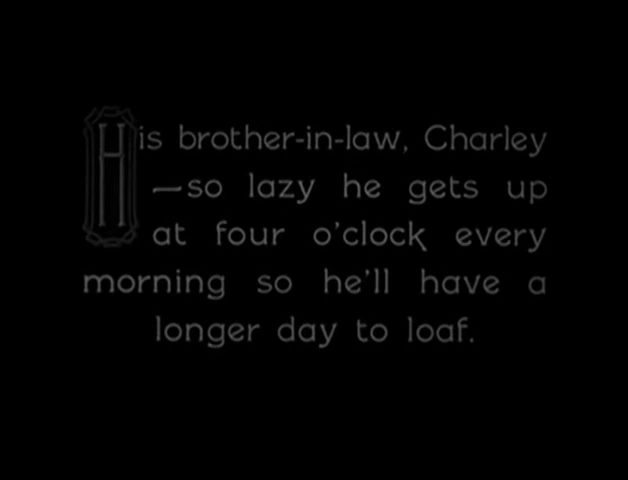 His brother-in-law, Charley
—so lazy he gets up
at four o'clock every
morning so he'll have a
longer day to loaf.